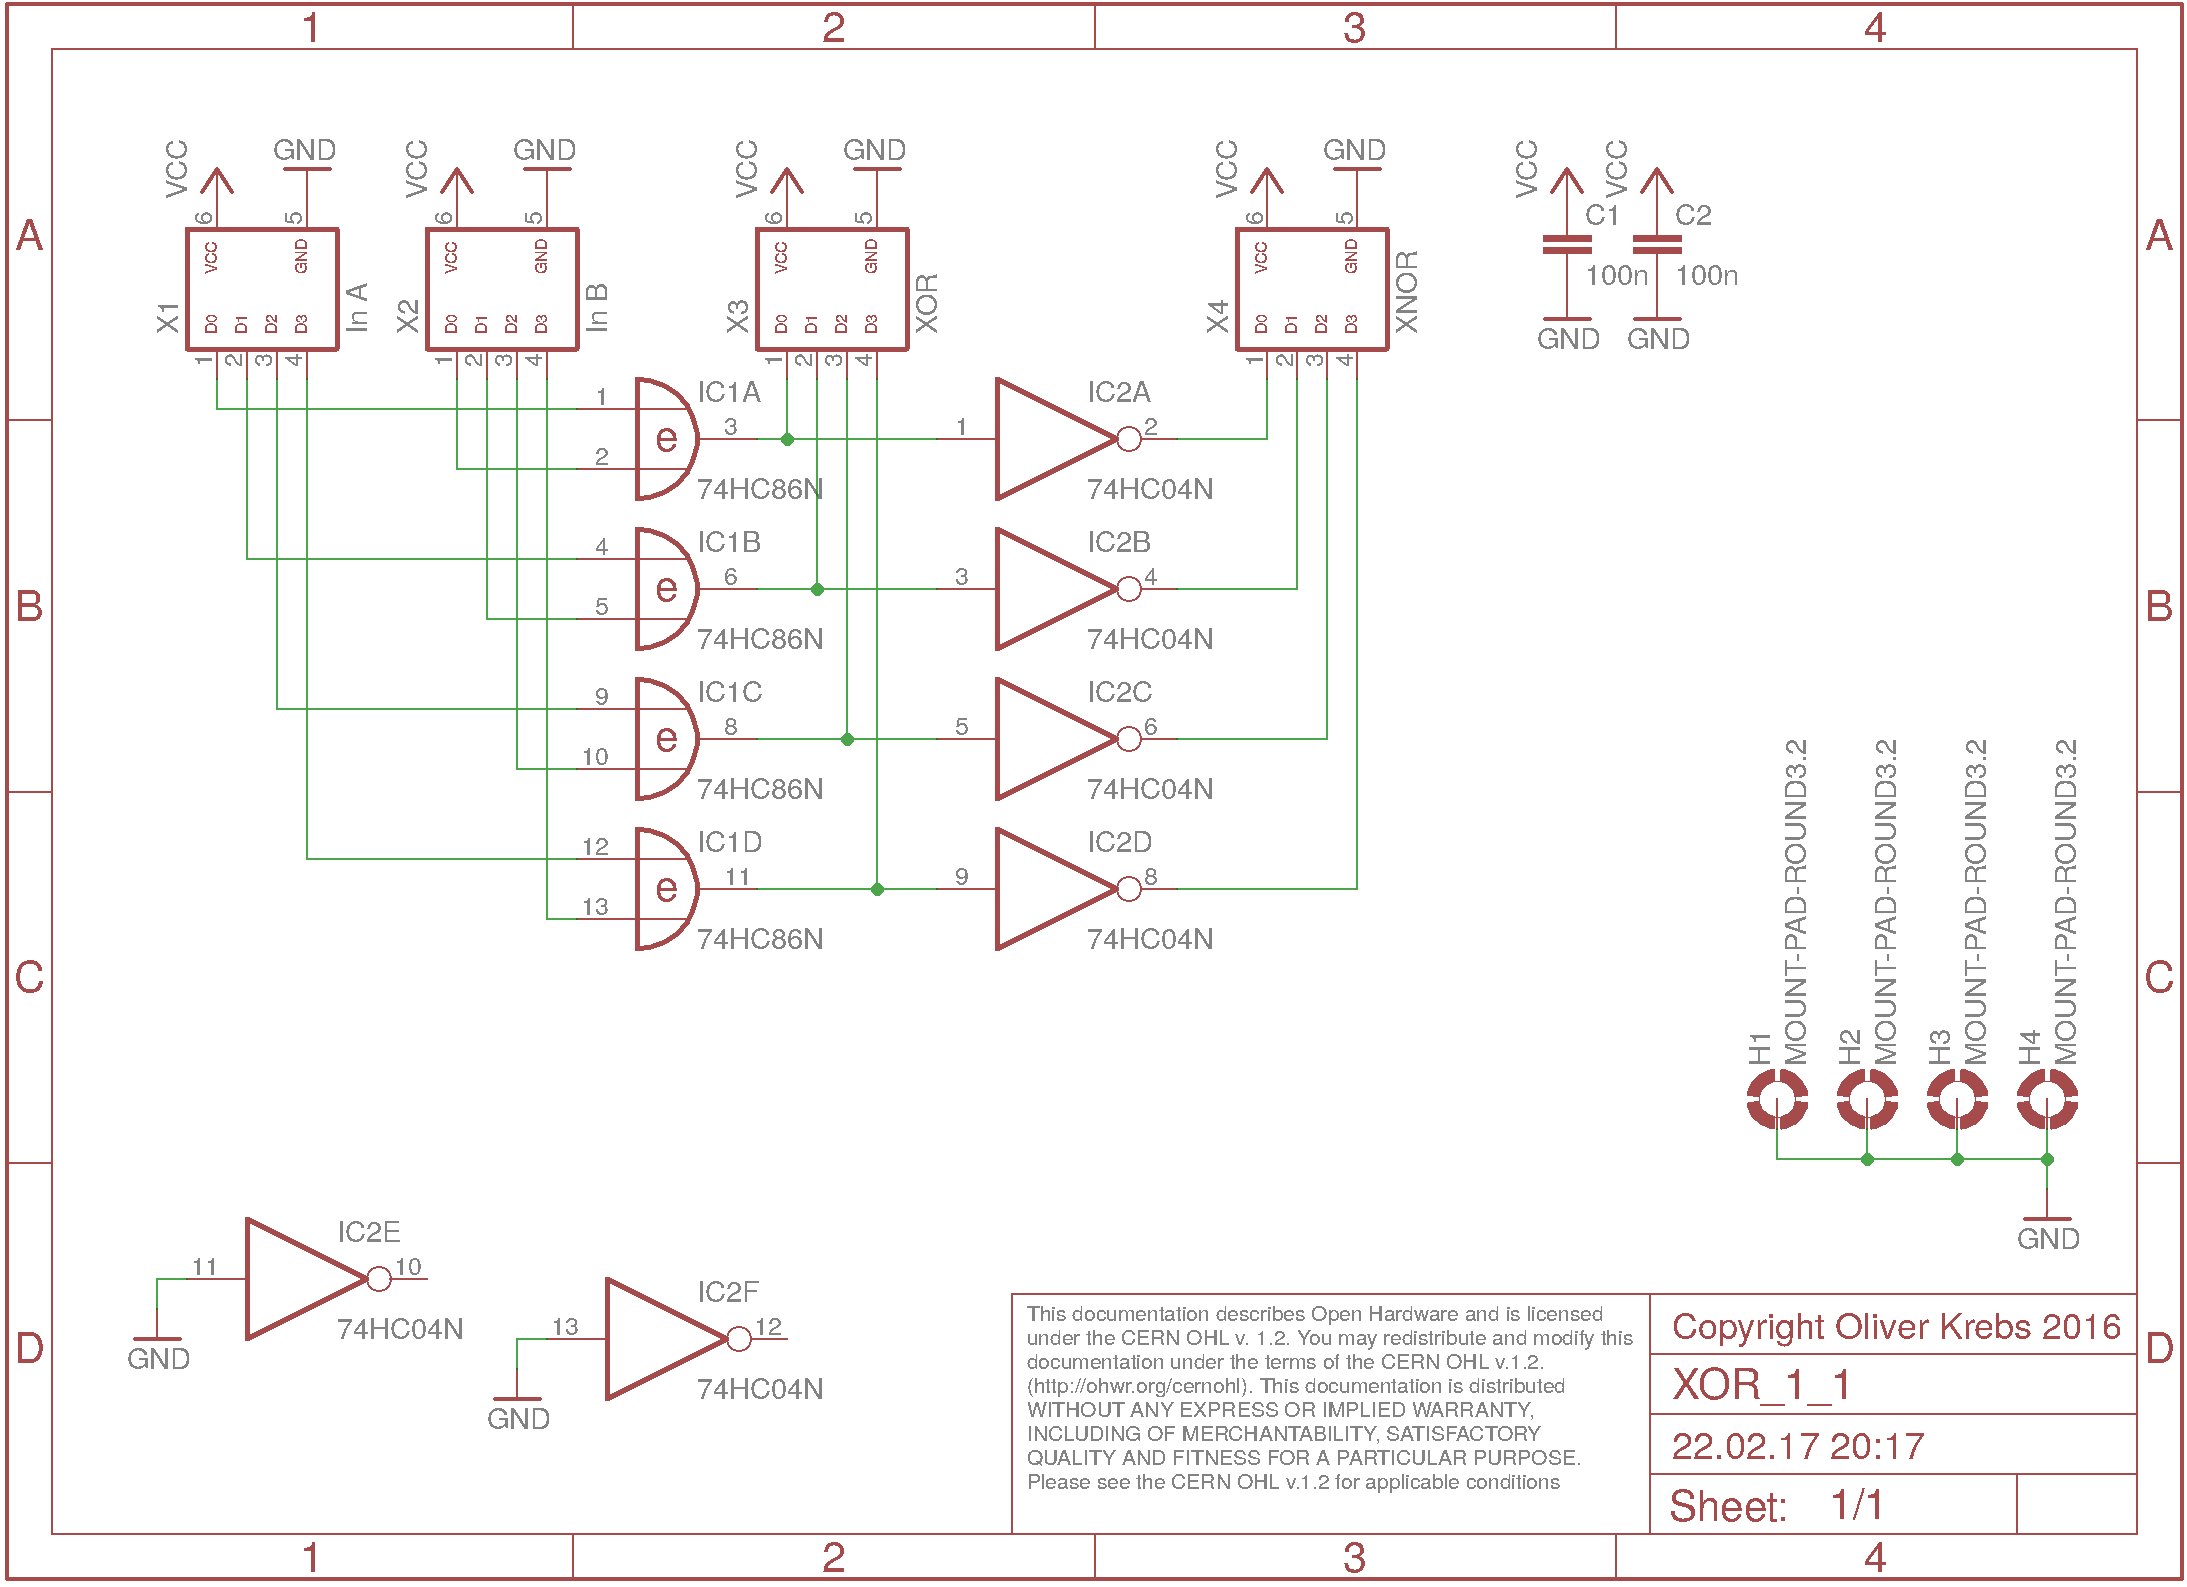 1 2 3 4
A A
B B
C C
D D
VCC GND VCC GND VCC GND VCC GND VCC VCC
6 5 6 5 6 5 6 5
C1 C2
100n 100n
GND GND
VCC GND VCC GND VCC GND VCC GND
X1 D0 D1 D2 D3 In A
X2 D0 D1 D2 D3 In B
X3 D0 D1 D2 D3 XOR
X4 D0 D1 D2 D3 XNOR
1 2 3 4 1 2 3 4 1 2 3 4 1 2 3 4
1 IC1A IC2A
2 3 1 2
74HC86N 74HC04N
4 IC1B IC2B
5 6 3 4
74HC86N 74HC04N
9 IC1C IC2C
10 8 5 6
74HC86N 74HC04N
12 IC1D IC2D
13 11 9 8
74HC86N 74HC04N
e
e
e
e
H1 MOUNT-PAD-ROUND3.2
H2 MOUNT-PAD-ROUND3.2
H3 MOUNT-PAD-ROUND3.2
H4 MOUNT-PAD-ROUND3.2
GND
IC2E
11 10
74HC04N
GND
IC2F
13 12
74HC04N
GND
This documentation describes Open Hardware and is licensed
under the CERN OHL v. 1.2. You may redistribute and modify this
documentation under the terms of the CERN OHL v.1.2.
(http://ohwr.org/cernohl). This documentation is distributed
WITHOUT ANY EXPRESS OR IMPLIED WARRANTY,
INCLUDING OF MERCHANTABILITY, SATISFACTORY
QUALITY AND FITNESS FOR A PARTICULAR PURPOSE.
Please see the CERN OHL v.1.2 for applicable conditions
Copyright Oliver Krebs 2016
XOR_1_1
22.02.17 20:17
Sheet: 1/1
1 2 3 4